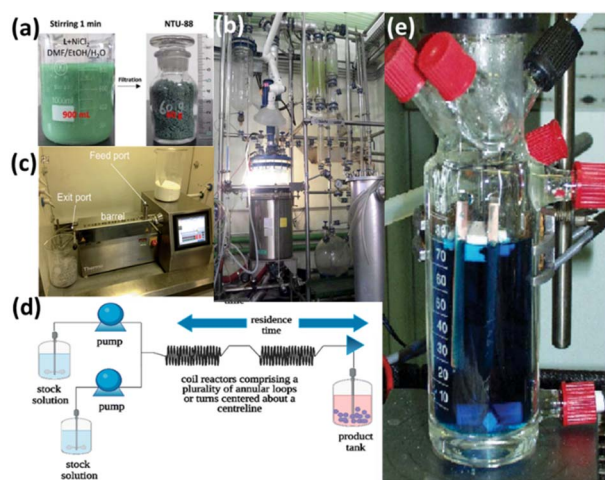 (a)
Stirring 1 min
NTU-88
L+NiCl₂
DMF/EtOH/H₂O
Filtration
900 mL
(b)
(c)
Feed port
Exit port
barrel
(d)
residence
time
pump
stock
solution
pump
stock
solution
coil reactors comprising a
plurality of annular loops
or turns centered about a
centreline
product
tank
(e)
80
70
60
50
40
30
20
10